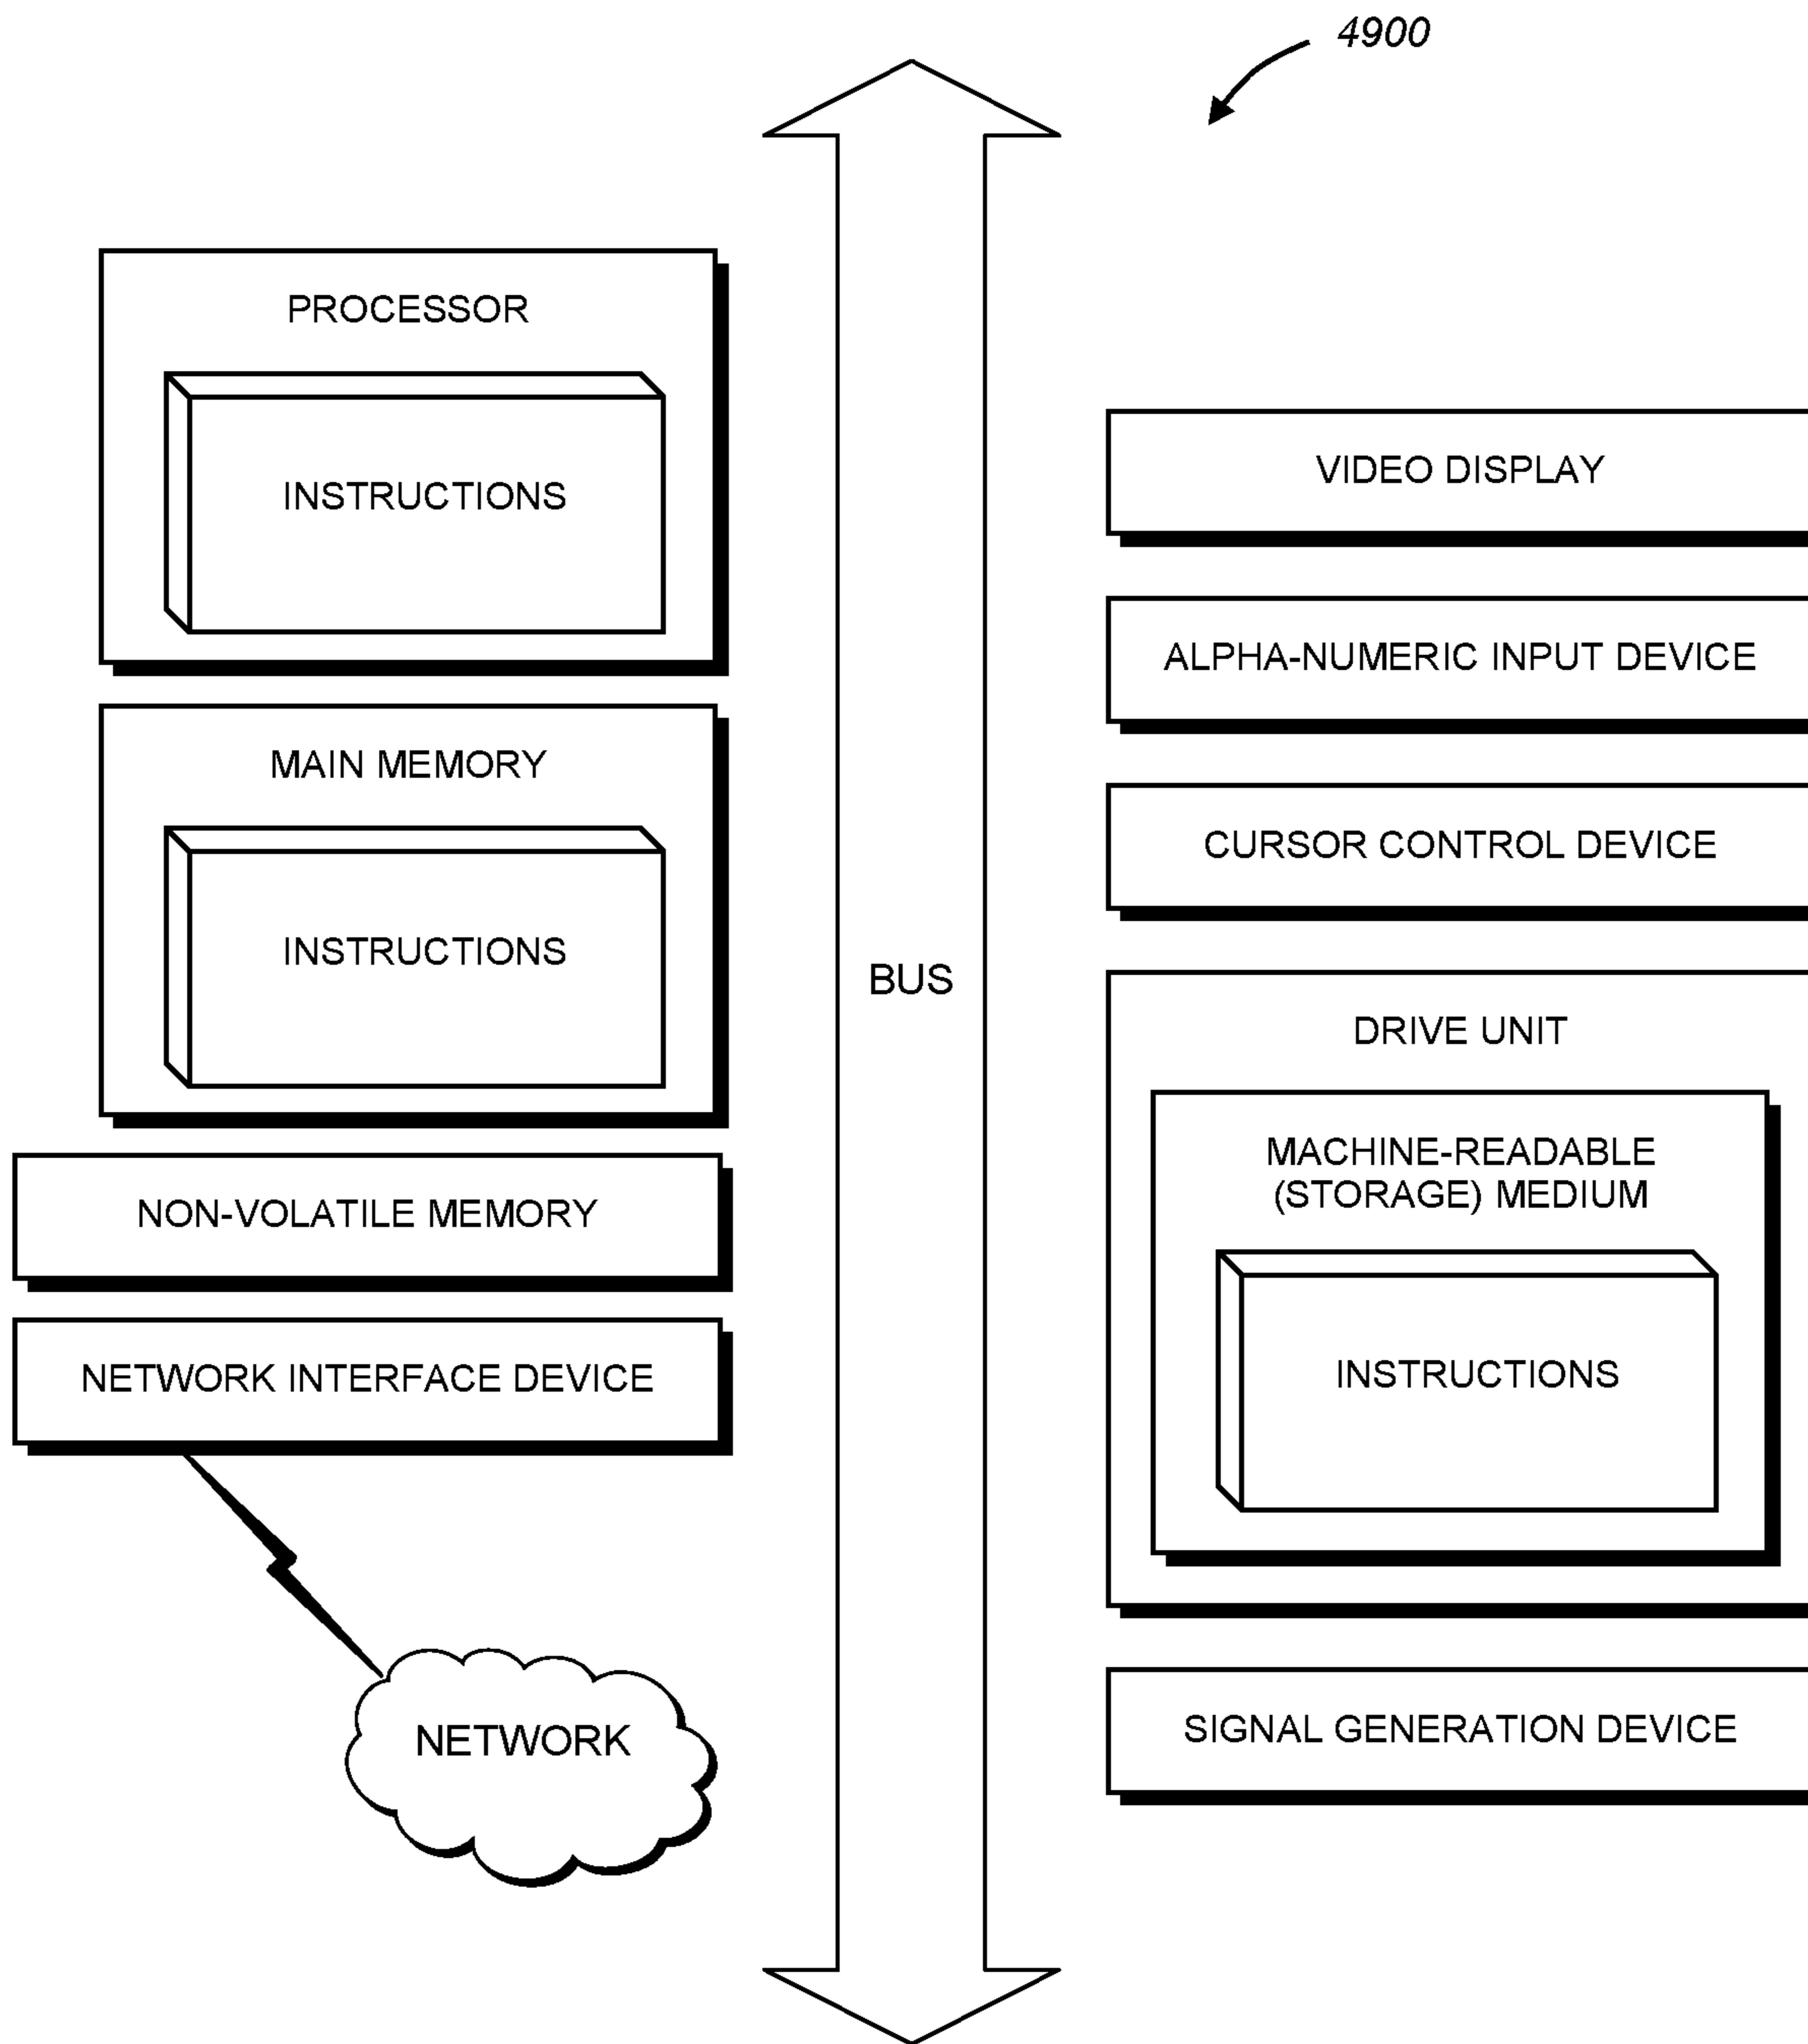 4900
PROCESSOR
INSTRUCTIONS
MAIN MEMORY
INSTRUCTIONS
NON-VOLATILE MEMORY
NETWORK INTERFACE DEVICE
NETWORK
BUS
VIDEO DISPLAY
ALPHA-NUMERIC INPUT DEVICE
CURSOR CONTROL DEVICE
DRIVE UNIT
MACHINE-READABLE
(STORAGE) MEDIUM
INSTRUCTIONS
SIGNAL GENERATION DEVICE